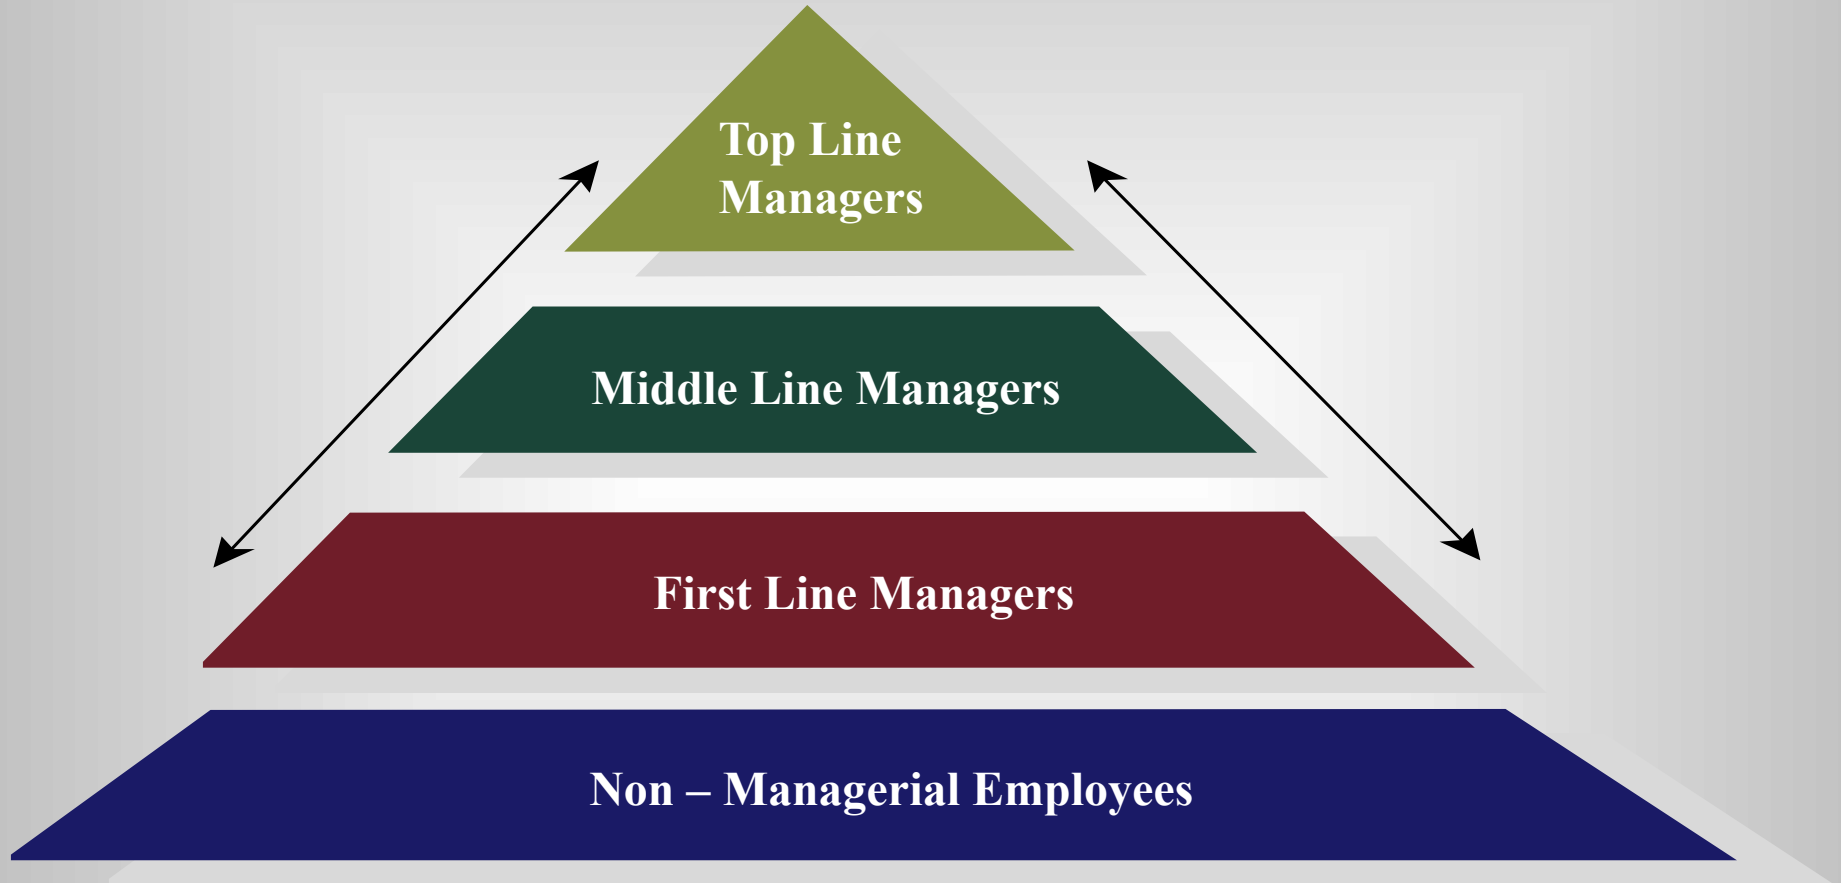 Top Line
Managers
Middle Line Managers
First Line Managers
Non – Managerial Employees